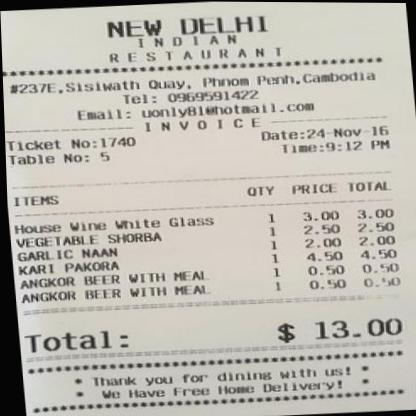 NEW DELHI
INDIAN
RESTAURANT
#237E,Sisiwath Quay, Phnom Penh,Cambodia
Tel: 0969591422
Email: uonly81@hotmail.com
INVOICE
Ticket No:1740 Date:24-Nov-16
Table No: 5 Time:9:12 PM
ITEMS QTY PRICE TOTAL
House Wine White Glass 1 3.00 3.00
VEGETABLE SHORBA 1 2.50 2.50
GARLIC NAAN 1 2.00 2.00
KARI PAKORA 1 4.50 4.50
ANGKOR BEER WITH MEAL 1 0.50 0.50
ANGKOR BEER WITH MEAL 1 0.50 0.50
Total: $ 13.00
* Thank you for dining with us! *
* We Have Free Home Delivery! *